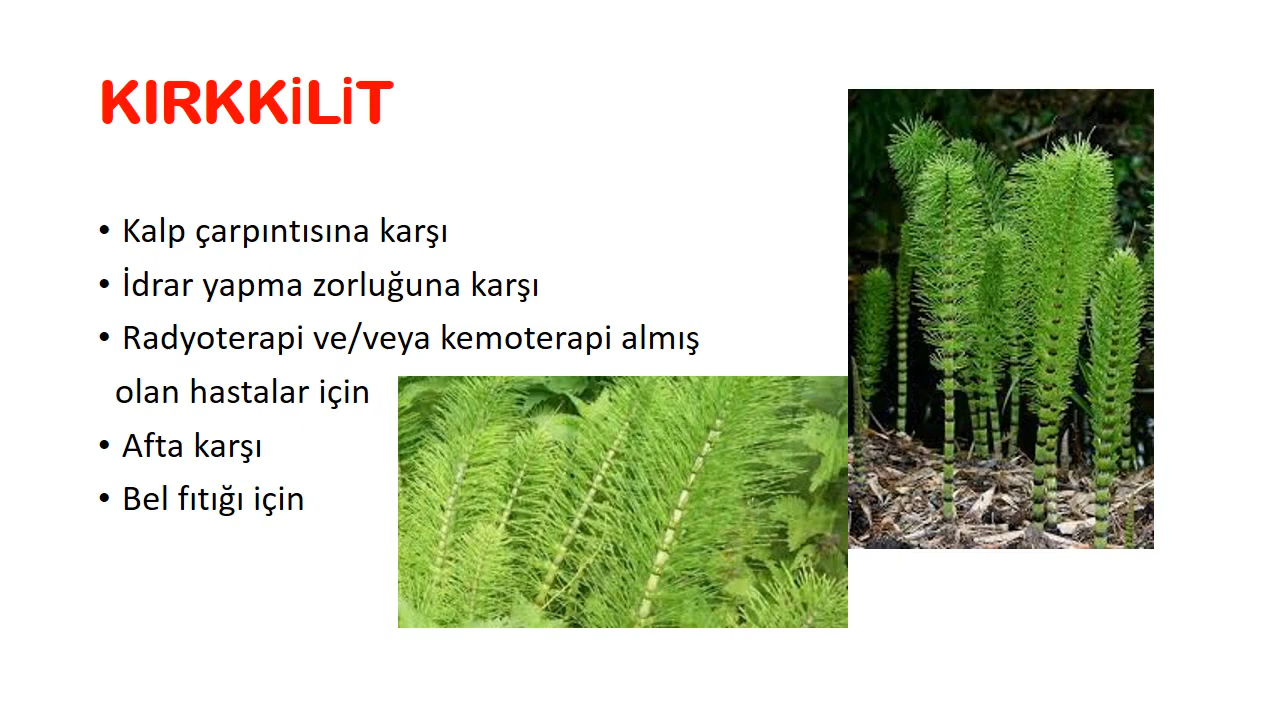 KIRKKİLİT
• Kalp çarpıntısına karşı
• İdrar yapma zorluğuna karşı
• Radyoterapi ve/veya kemoterapi almış
olan hastalar için
• Afta karşı
• Bel fıtığı için